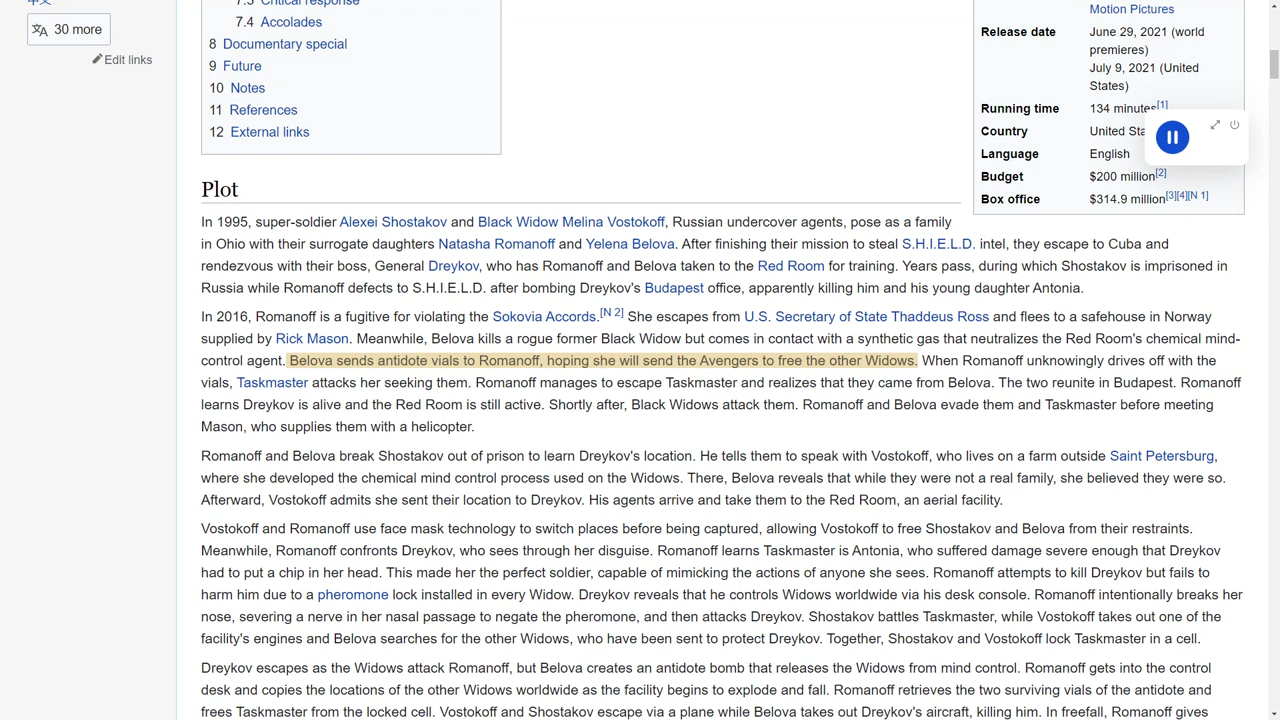 中文
30 more
Edit links
7.3 Critical response
7.4 Accolades
8 Documentary special
9 Future
10 Notes
11 References
12 External links
Motion Pictures
Release date June 29, 2021 (world
premieres)
July 9, 2021 (United
States)
Running time 134 minutes[1]
Country United Sta
Language English
Budget $200 million[2]
Box office $314.9 million[3][4][N 1]
Plot
In 1995, super-soldier Alexei Shostakov and Black Widow Melina Vostokoff, Russian undercover agents, pose as a family
in Ohio with their surrogate daughters Natasha Romanoff and Yelena Belova. After finishing their mission to steal S.H.I.E.L.D. intel, they escape to Cuba and
rendezvous with their boss, General Dreykov, who has Romanoff and Belova taken to the Red Room for training. Years pass, during which Shostakov is imprisoned in
Russia while Romanoff defects to S.H.I.E.L.D. after bombing Dreykov's Budapest office, apparently killing him and his young daughter Antonia.
In 2016, Romanoff is a fugitive for violating the Sokovia Accords.[N 2] She escapes from U.S. Secretary of State Thaddeus Ross and flees to a safehouse in Norway
supplied by Rick Mason. Meanwhile, Belova kills a rogue former Black Widow but comes in contact with a synthetic gas that neutralizes the Red Room's chemical mind-
control agent. Belova sends antidote vials to Romanoff, hoping she will send the Avengers to free the other Widows. When Romanoff unknowingly drives off with the
vials, Taskmaster attacks her seeking them. Romanoff manages to escape Taskmaster and realizes that they came from Belova. The two reunite in Budapest. Romanoff
learns Dreykov is alive and the Red Room is still active. Shortly after, Black Widows attack them. Romanoff and Belova evade them and Taskmaster before meeting
Mason, who supplies them with a helicopter.
Romanoff and Belova break Shostakov out of prison to learn Dreykov's location. He tells them to speak with Vostokoff, who lives on a farm outside Saint Petersburg,
where she developed the chemical mind control process used on the Widows. There, Belova reveals that while they were not a real family, she believed they were so.
Afterward, Vostokoff admits she sent their location to Dreykov. His agents arrive and take them to the Red Room, an aerial facility.
Vostokoff and Romanoff use face mask technology to switch places before being captured, allowing Vostokoff to free Shostakov and Belova from their restraints.
Meanwhile, Romanoff confronts Dreykov, who sees through her disguise. Romanoff learns Taskmaster is Antonia, who suffered damage severe enough that Dreykov
had to put a chip in her head. This made her the perfect soldier, capable of mimicking the actions of anyone she sees. Romanoff attempts to kill Dreykov but fails to
harm him due to a pheromone lock installed in every Widow. Dreykov reveals that he controls Widows worldwide via his desk console. Romanoff intentionally breaks her
nose, severing a nerve in her nasal passage to negate the pheromone, and then attacks Dreykov. Shostakov battles Taskmaster, while Vostokoff takes out one of the
facility's engines and Belova searches for the other Widows, who have been sent to protect Dreykov. Together, Shostakov and Vostokoff lock Taskmaster in a cell.
Dreykov escapes as the Widows attack Romanoff, but Belova creates an antidote bomb that releases the Widows from mind control. Romanoff gets into the control
desk and copies the locations of the other Widows worldwide as the facility begins to explode and fall. Romanoff retrieves the two surviving vials of the antidote and
frees Taskmaster from the locked cell. Vostokoff and Shostakov escape via a plane while Belova takes out Dreykov's aircraft, killing him. In freefall, Romanoff gives